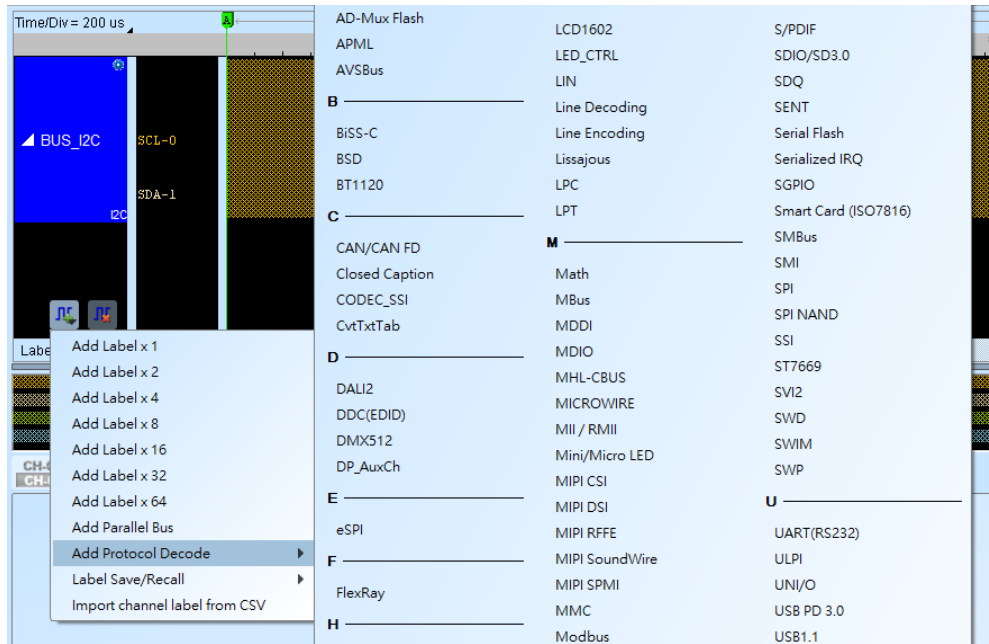 Time/Div = 200 us
A
BUS_I2C
SCL-0
SDA-1
I2C
Add Label x 1
Add Label x 2
Add Label x 4
Add Label x 8
Add Label x 16
Add Label x 32
Add Label x 64
Add Parallel Bus
Add Protocol Decode
Label Save/Recall
Import channel label from CSV
AD-Mux Flash
APML
AVSBus
B
BiSS-C
BSD
BT1120
C
CAN/CAN FD
Closed Caption
CODEC_SSI
CvtTxtTab
D
DALI2
DDC(EDID)
DMX512
DP_AuxCh
E
eSPI
F
FlexRay
H
LCD1602
LED_CTRL
LIN
Line Decoding
Line Encoding
Lissajous
LPC
LPT
M
Math
MBus
MDDI
MDIO
MHL-CBUS
MICROWIRE
MII / RMII
Mini/Micro LED
MIPI CSI
MIPI DSI
MIPI RFFE
MIPI SoundWire
MIPI SPMI
MMC
Modbus
S/PDIF
SDIO/SD3.0
SDQ
SENT
Serial Flash
Serialized IRQ
SGPIO
Smart Card (ISO7816)
SMBus
SMI
SPI
SPI NAND
SSI
ST7669
SVI2
SWD
SWIM
SWP
U
UART(RS232)
ULPI
UNI/O
USB PD 3.0
USB1.1